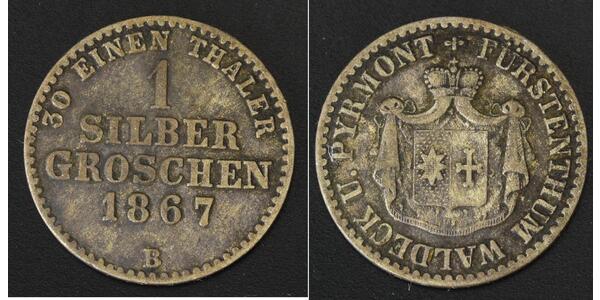 30 EINEN THALER
1
SILBER
GROSCHEN
1867
B
FÜRSTENTHUM WALDECK U. PYRMONT